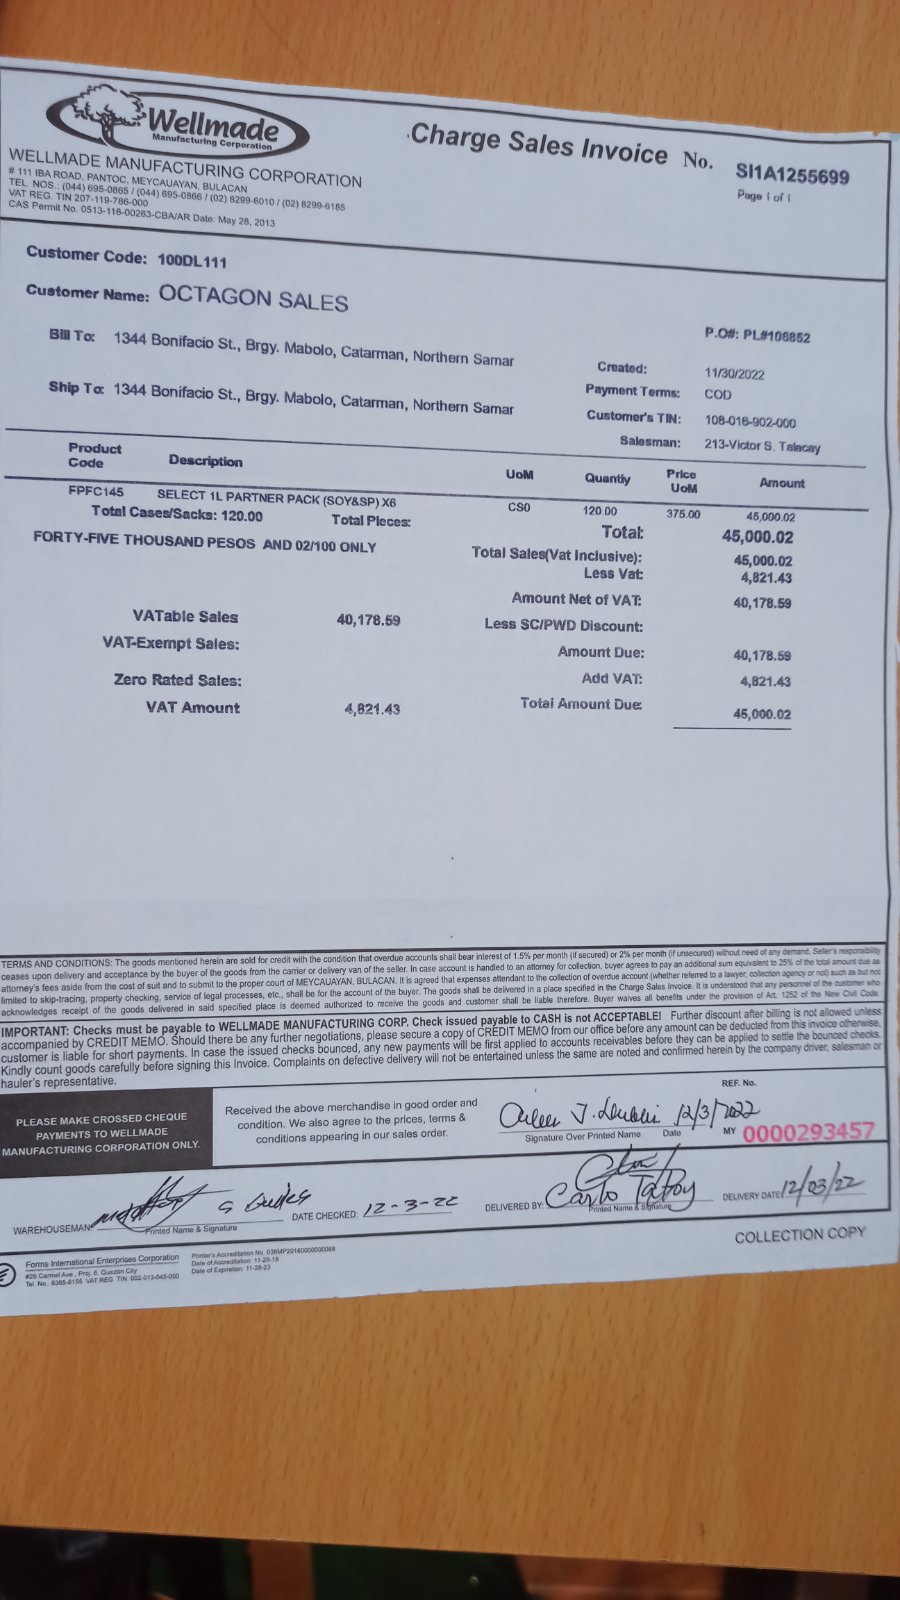 Wellmade
Manufacturing Corporation
Charge Sales Invoice No. SI1A1255699
Page 1 of 1
WELLMADE MANUFACTURING CORPORATION
# 111 IBA ROAD, PANTOC, MEYCAUAYAN, BULACAN
TEL. NOS.: (044) 695-0865 / (044) 695-0866 / (02) 8299-6010 / (02) 8299-6185
VAT REG. TIN 207-119-786-000
CAS Permit No. 0513-116-00263-CBA/AR Date: May 28, 2013
Customer Code: 100DL111
Customer Name: OCTAGON SALES
P.O#: PL#106852
Bill To: 1344 Bonifacio St., Brgy. Mabolo, Catarman, Northern Samar
Created: 11/30/2022
Payment Terms: COD
Ship To: 1344 Bonifacio St., Brgy. Mabolo, Catarman, Northern Samar
Customer's TIN: 108-016-902-000
Salesman: 213-Victor S. Talacay
Product Code Description UoM Quantity Price UoM Amount
FPFC145 SELECT 1L PARTNER PACK (SOY&SP) X6 CS0 120.00 375.00 45,000.02
Total Cases/Sacks: 120.00 Total Pieces:
Total: 45,000.02
FORTY-FIVE THOUSAND PESOS AND 02/100 ONLY
Total Sales(Vat Inclusive): 45,000.02
Less Vat: 4,821.43
Amount Net of VAT: 40,178.59
VATable Sales 40,178.59
Less SC/PWD Discount:
VAT-Exempt Sales:
Amount Due: 40,178.59
Zero Rated Sales:
Add VAT: 4,821.43
VAT Amount 4,821.43
Total Amount Due: 45,000.02
TERMS AND CONDITIONS: The goods mentioned herein are sold for credit with the condition that overdue accounts shall bear interest of 1.5% per month (if secured) or 2% per month (if unsecured) without need of any demand. Seller's responsibility
ceases upon delivery and acceptance by the buyer of the goods from the carrier or delivery van of the seller. In case account is handled to an attorney for collection, buyer agrees to pay an additional sum equivalent to 25% of the total amount due as
attorney's fees aside from the cost of suit and to submit to the proper court of MEYCAUAYAN, BULACAN. It is agreed that expenses attendant to the collection of overdue account (whether referred to a lawyer, collection agency or not) such as but not
limited to skip-tracing, property checking, service of legal processes, etc., shall be for the account of the buyer. The goods shall be delivered in a place specified in the Charge Sales Invoice. It is understood that any personnel of the customer who
acknowledges receipt of the goods delivered in said specified place is deemed authorized to receive the goods and customer shall be liable therefore. Buyer waives all benefits under the provision of Art. 1252 of the New Civil Code.
IMPORTANT: Checks must be payable to WELLMADE MANUFACTURING CORP. Check issued payable to CASH is not ACCEPTABLE! Further discount after billing is not allowed unless
accompanied by CREDIT MEMO. Should there be any further negotiations, please secure a copy of CREDIT MEMO from our office before any amount can be deducted from this invoice otherwise,
customer is liable for short payments. In case the issued checks bounced, any new payments will be first applied to accounts receivables before they can be applied to settle the bounced checks.
Kindly count goods carefully before signing this Invoice. Complaints on defective delivery will not be entertained unless the same are noted and confirmed herein by the company driver, salesman or
hauler's representative.
REF. No.
PLEASE MAKE CROSSED CHEQUE
PAYMENTS TO WELLMADE
MANUFACTURING CORPORATION ONLY.
Received the above merchandise in good order and
condition. We also agree to the prices, terms &
conditions appearing in our sales order.
12/3/2022
Signature Over Printed Name Date
MY 0000293457
WAREHOUSEMAN:
Printed Name & Signature
DATE CHECKED: 12-3-22
DELIVERED BY: Carlo
Printed Name & Signature
DELIVERY DATE: 12/03/22
COLLECTION COPY
Forms International Enterprises Corporation
#26 Carmel Ave., Proj. 6, Quezon City
Tel. No.: 8365-8155 VAT REG. TIN: 002-013-045-000
Printer's Accreditation No. 038MP20180000000088
Date of Accreditation: 11-29-18
Date of Expiration: 11-28-23